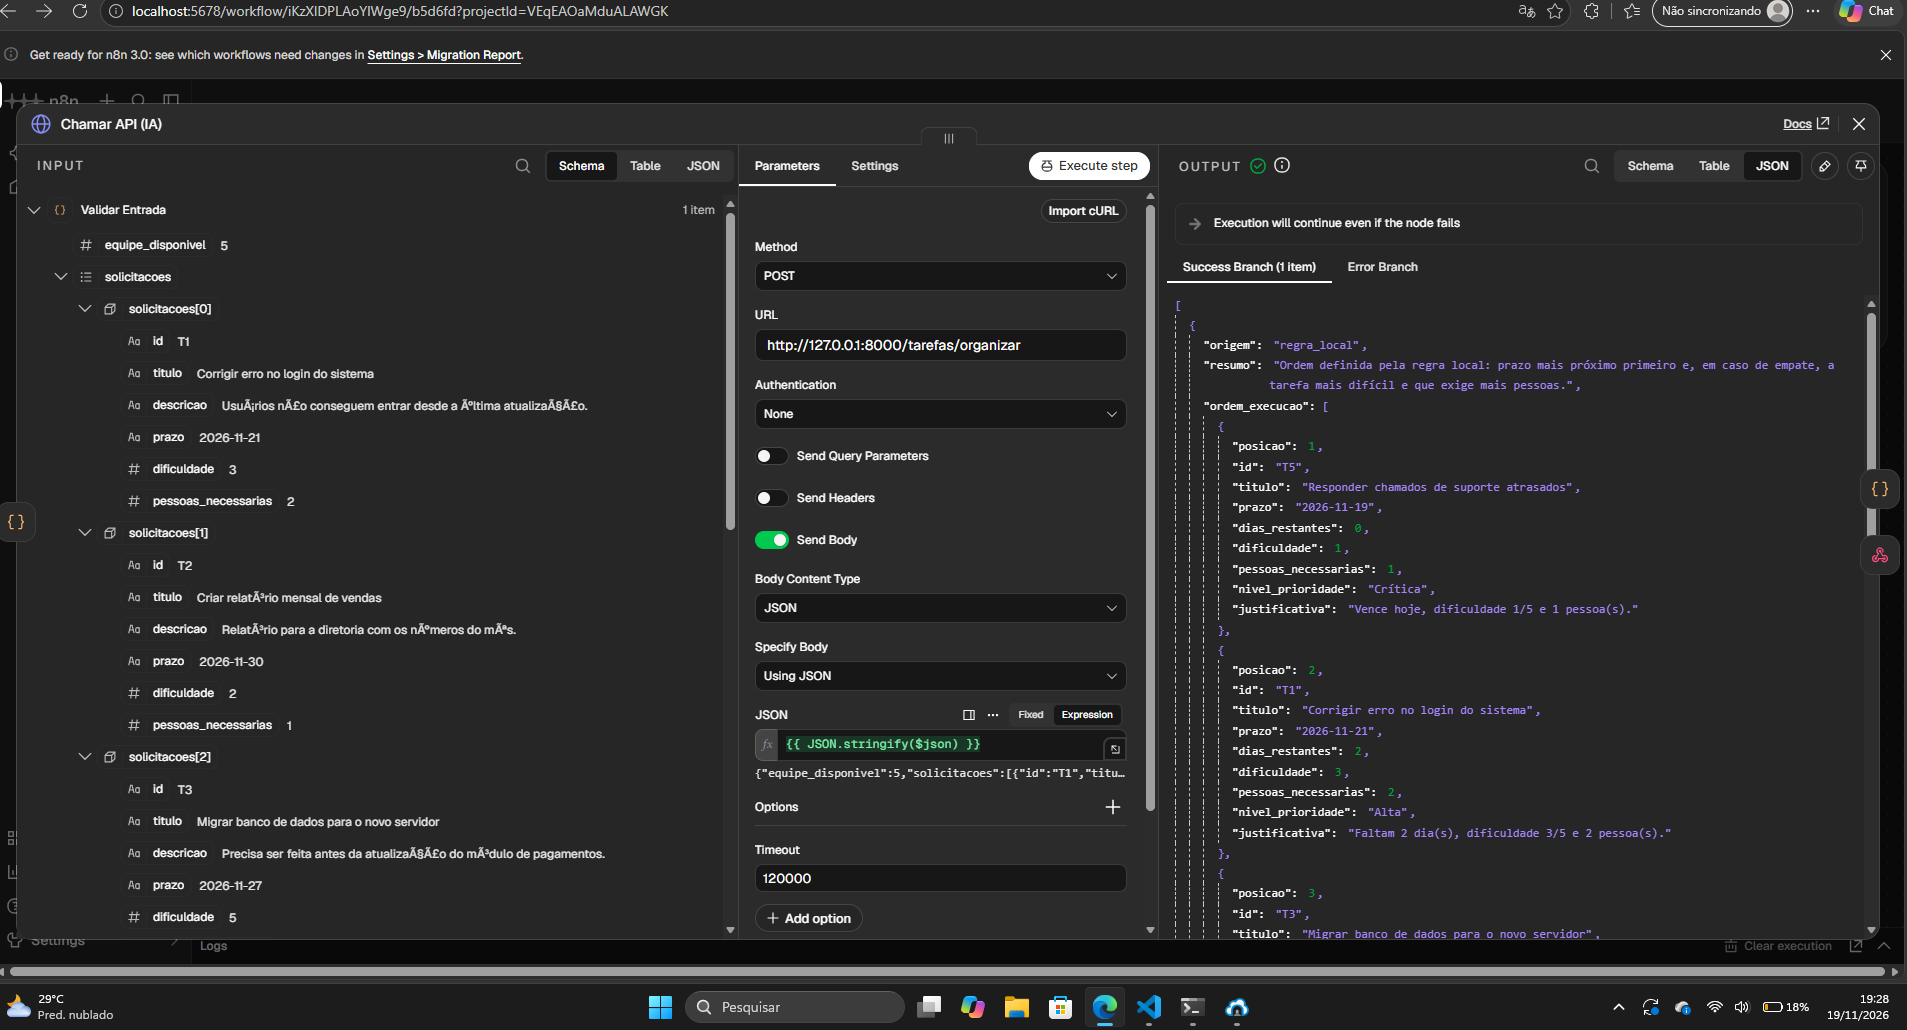 localhost:5678/workflow/iKzXIDPLAoYIWge9/b5d6fd?projectId=VEqEAOaMduALAWGK
Não sincronizando
Chat
Get ready for n8n 3.0: see which workflows need changes in Settings > Migration Report.
n8n
Chamar API (IA)
Docs
INPUT
Schema
Table
JSON
Parameters
Settings
Execute step
OUTPUT
Schema
Table
JSON
Validar Entrada
1 item
equipe_disponivel 5
solicitacoes
solicitacoes[0]
Aa id T1
Aa titulo Corrigir erro no login do sistema
Aa descricao UsuÃ¡rios nÃ£o conseguem entrar desde a Ãºltima atualizaÃ§Ã£o.
Aa prazo 2026-11-21
# dificuldade 3
# pessoas_necessarias 2
solicitacoes[1]
Aa id T2
Aa titulo Criar relatÃ³rio mensal de vendas
Aa descricao RelatÃ³rio para a diretoria com os nÃºmeros do mÃªs.
Aa prazo 2026-11-30
# dificuldade 2
# pessoas_necessarias 1
solicitacoes[2]
Aa id T3
Aa titulo Migrar banco de dados para o novo servidor
Aa descricao Precisa ser feita antes da atualizaÃ§Ã£o do mÃ³dulo de pagamentos.
Aa prazo 2026-11-27
# dificuldade 5
Import cURL
Method
POST
URL
http://127.0.0.1:8000/tarefas/organizar
Authentication
None
Send Query Parameters
Send Headers
Send Body
Body Content Type
JSON
Specify Body
Using JSON
JSON
Fixed
Expression
fx {{ JSON.stringify($json) }}
{"equipe_disponivel":5,"solicitacoes":[{"id":"T1","titu…
Options
Timeout
120000
Add option
Execution will continue even if the node fails
Success Branch (1 item)
Error Branch
[
{
"origem": "regra_local",
"resumo": "Ordem definida pela regra local: prazo mais próximo primeiro e, em caso de empate, a
tarefa mais difícil e que exige mais pessoas.",
"ordem_execucao": [
{
"posicao": 1,
"id": "T5",
"titulo": "Responder chamados de suporte atrasados",
"prazo": "2026-11-19",
"dias_restantes": 0,
"dificuldade": 1,
"pessoas_necessarias": 1,
"nivel_prioridade": "Crítica",
"justificativa": "Vence hoje, dificuldade 1/5 e 1 pessoa(s)."
},
{
"posicao": 2,
"id": "T1",
"titulo": "Corrigir erro no login do sistema",
"prazo": "2026-11-21",
"dias_restantes": 2,
"dificuldade": 3,
"pessoas_necessarias": 2,
"nivel_prioridade": "Alta",
"justificativa": "Faltam 2 dia(s), dificuldade 3/5 e 2 pessoa(s)."
},
{
"posicao": 3,
"id": "T3",
"titulo": "Migrar banco de dados para o novo servidor",
Settings
Logs
Clear execution
29°C
Pred. nublado
Pesquisar
18%
19:28
19/11/2026